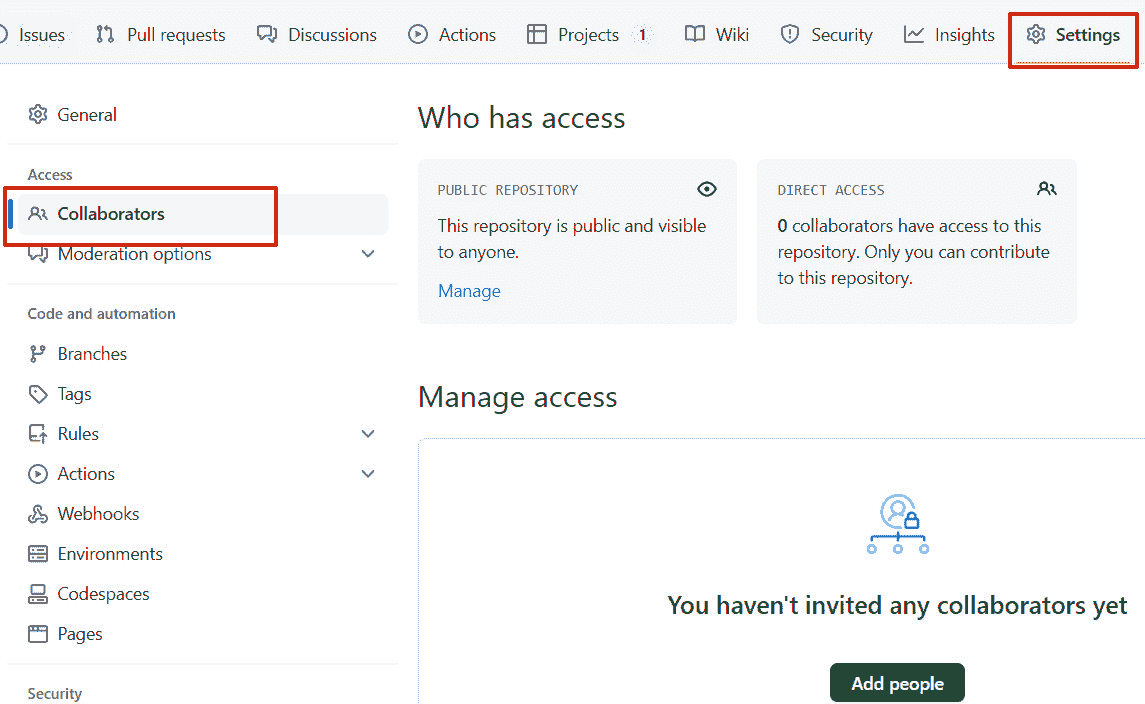 Issues Pull requests Discussions Actions Projects 1 Wiki Security Insights Settings
General
Access
Collaborators
Moderation options
Code and automation
Branches
Tags
Rules
Actions
Webhooks
Environments
Codespaces
Pages
Security
Who has access
PUBLIC REPOSITORY
This repository is public and visible
to anyone.
Manage
DIRECT ACCESS
0 collaborators have access to this
repository. Only you can contribute
to this repository.
Manage access
You haven't invited any collaborators yet
Add people